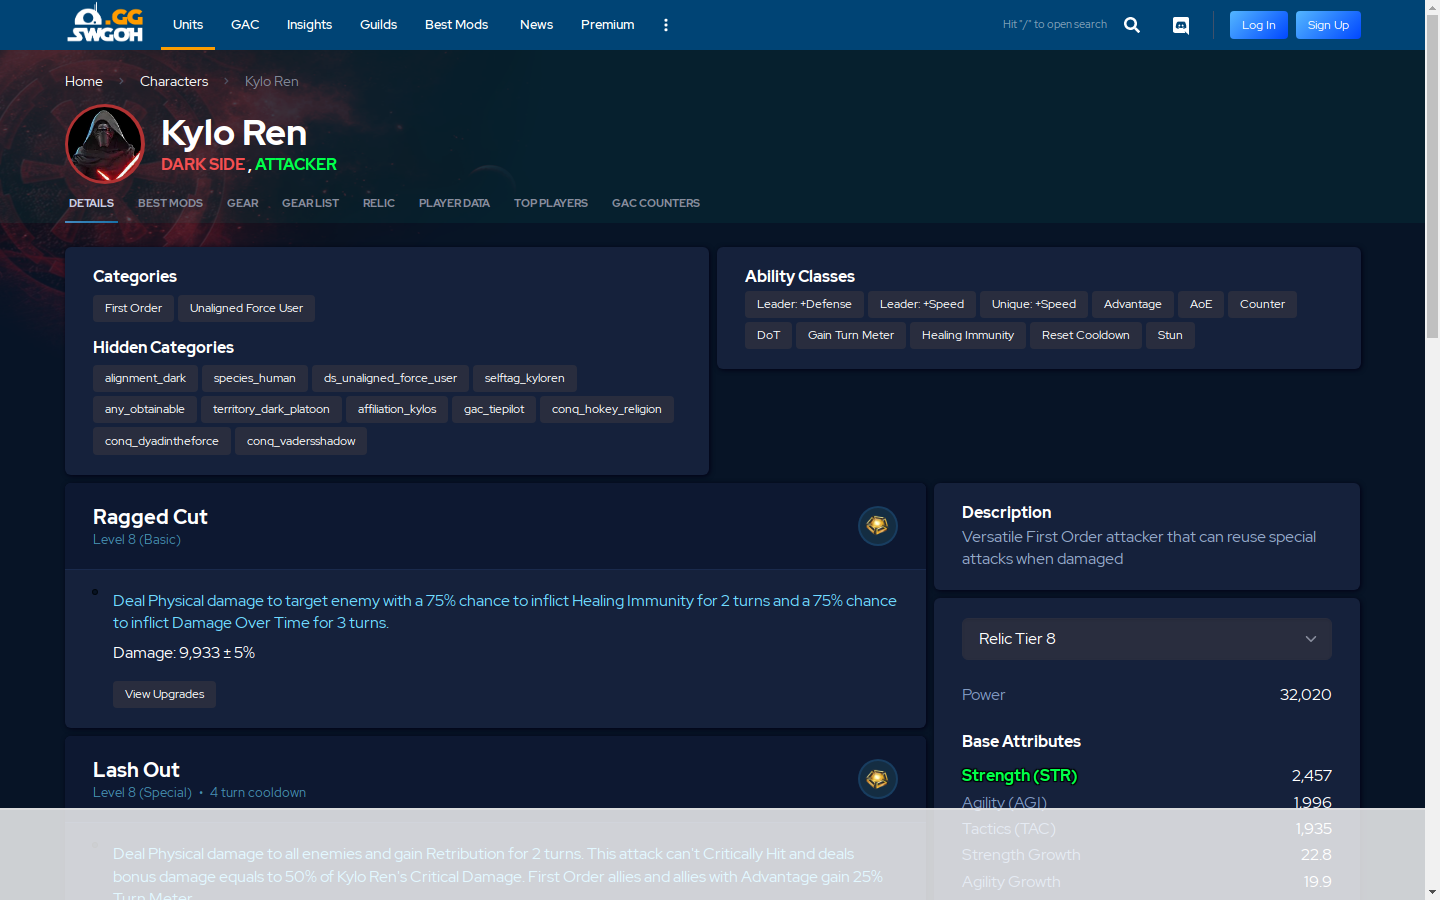 .GG
SWGOH
Units
GAC
Insights
Guilds
Best Mods
News
Premium
Hit "/" to open search
Log In
Sign Up
Home
Characters
Kylo Ren
Kylo Ren
DARK SIDE , ATTACKER
DETAILS
BEST MODS
GEAR
GEAR LIST
RELIC
PLAYER DATA
TOP PLAYERS
GAC COUNTERS
Categories
First Order
Unaligned Force User
Hidden Categories
alignment_dark
species_human
ds_unaligned_force_user
selftag_kyloren
any_obtainable
territory_dark_platoon
affiliation_kylos
gac_tiepilot
conq_hokey_religion
conq_dyadintheforce
conq_vadersshadow
Ability Classes
Leader: +Defense
Leader: +Speed
Unique: +Speed
Advantage
AoE
Counter
DoT
Gain Turn Meter
Healing Immunity
Reset Cooldown
Stun
Ragged Cut
Level 8 (Basic)
Deal Physical damage to target enemy with a 75% chance to inflict Healing Immunity for 2 turns and a 75% chance
to inflict Damage Over Time for 3 turns.
Damage: 9,933 ± 5%
View Upgrades
Lash Out
Level 8 (Special) • 4 turn cooldown
Deal Physical damage to all enemies and gain Retribution for 2 turns. This attack can't Critically Hit and deals
bonus damage equals to 50% of Kylo Ren's Critical Damage. First Order allies and allies with Advantage gain 25%
Turn Meter.
Description
Versatile First Order attacker that can reuse special
attacks when damaged
Relic Tier 8
Power 32,020
Base Attributes
Strength (STR) 2,457
Agility (AGI) 1,996
Tactics (TAC) 1,935
Strength Growth 22.8
Agility Growth 19.9